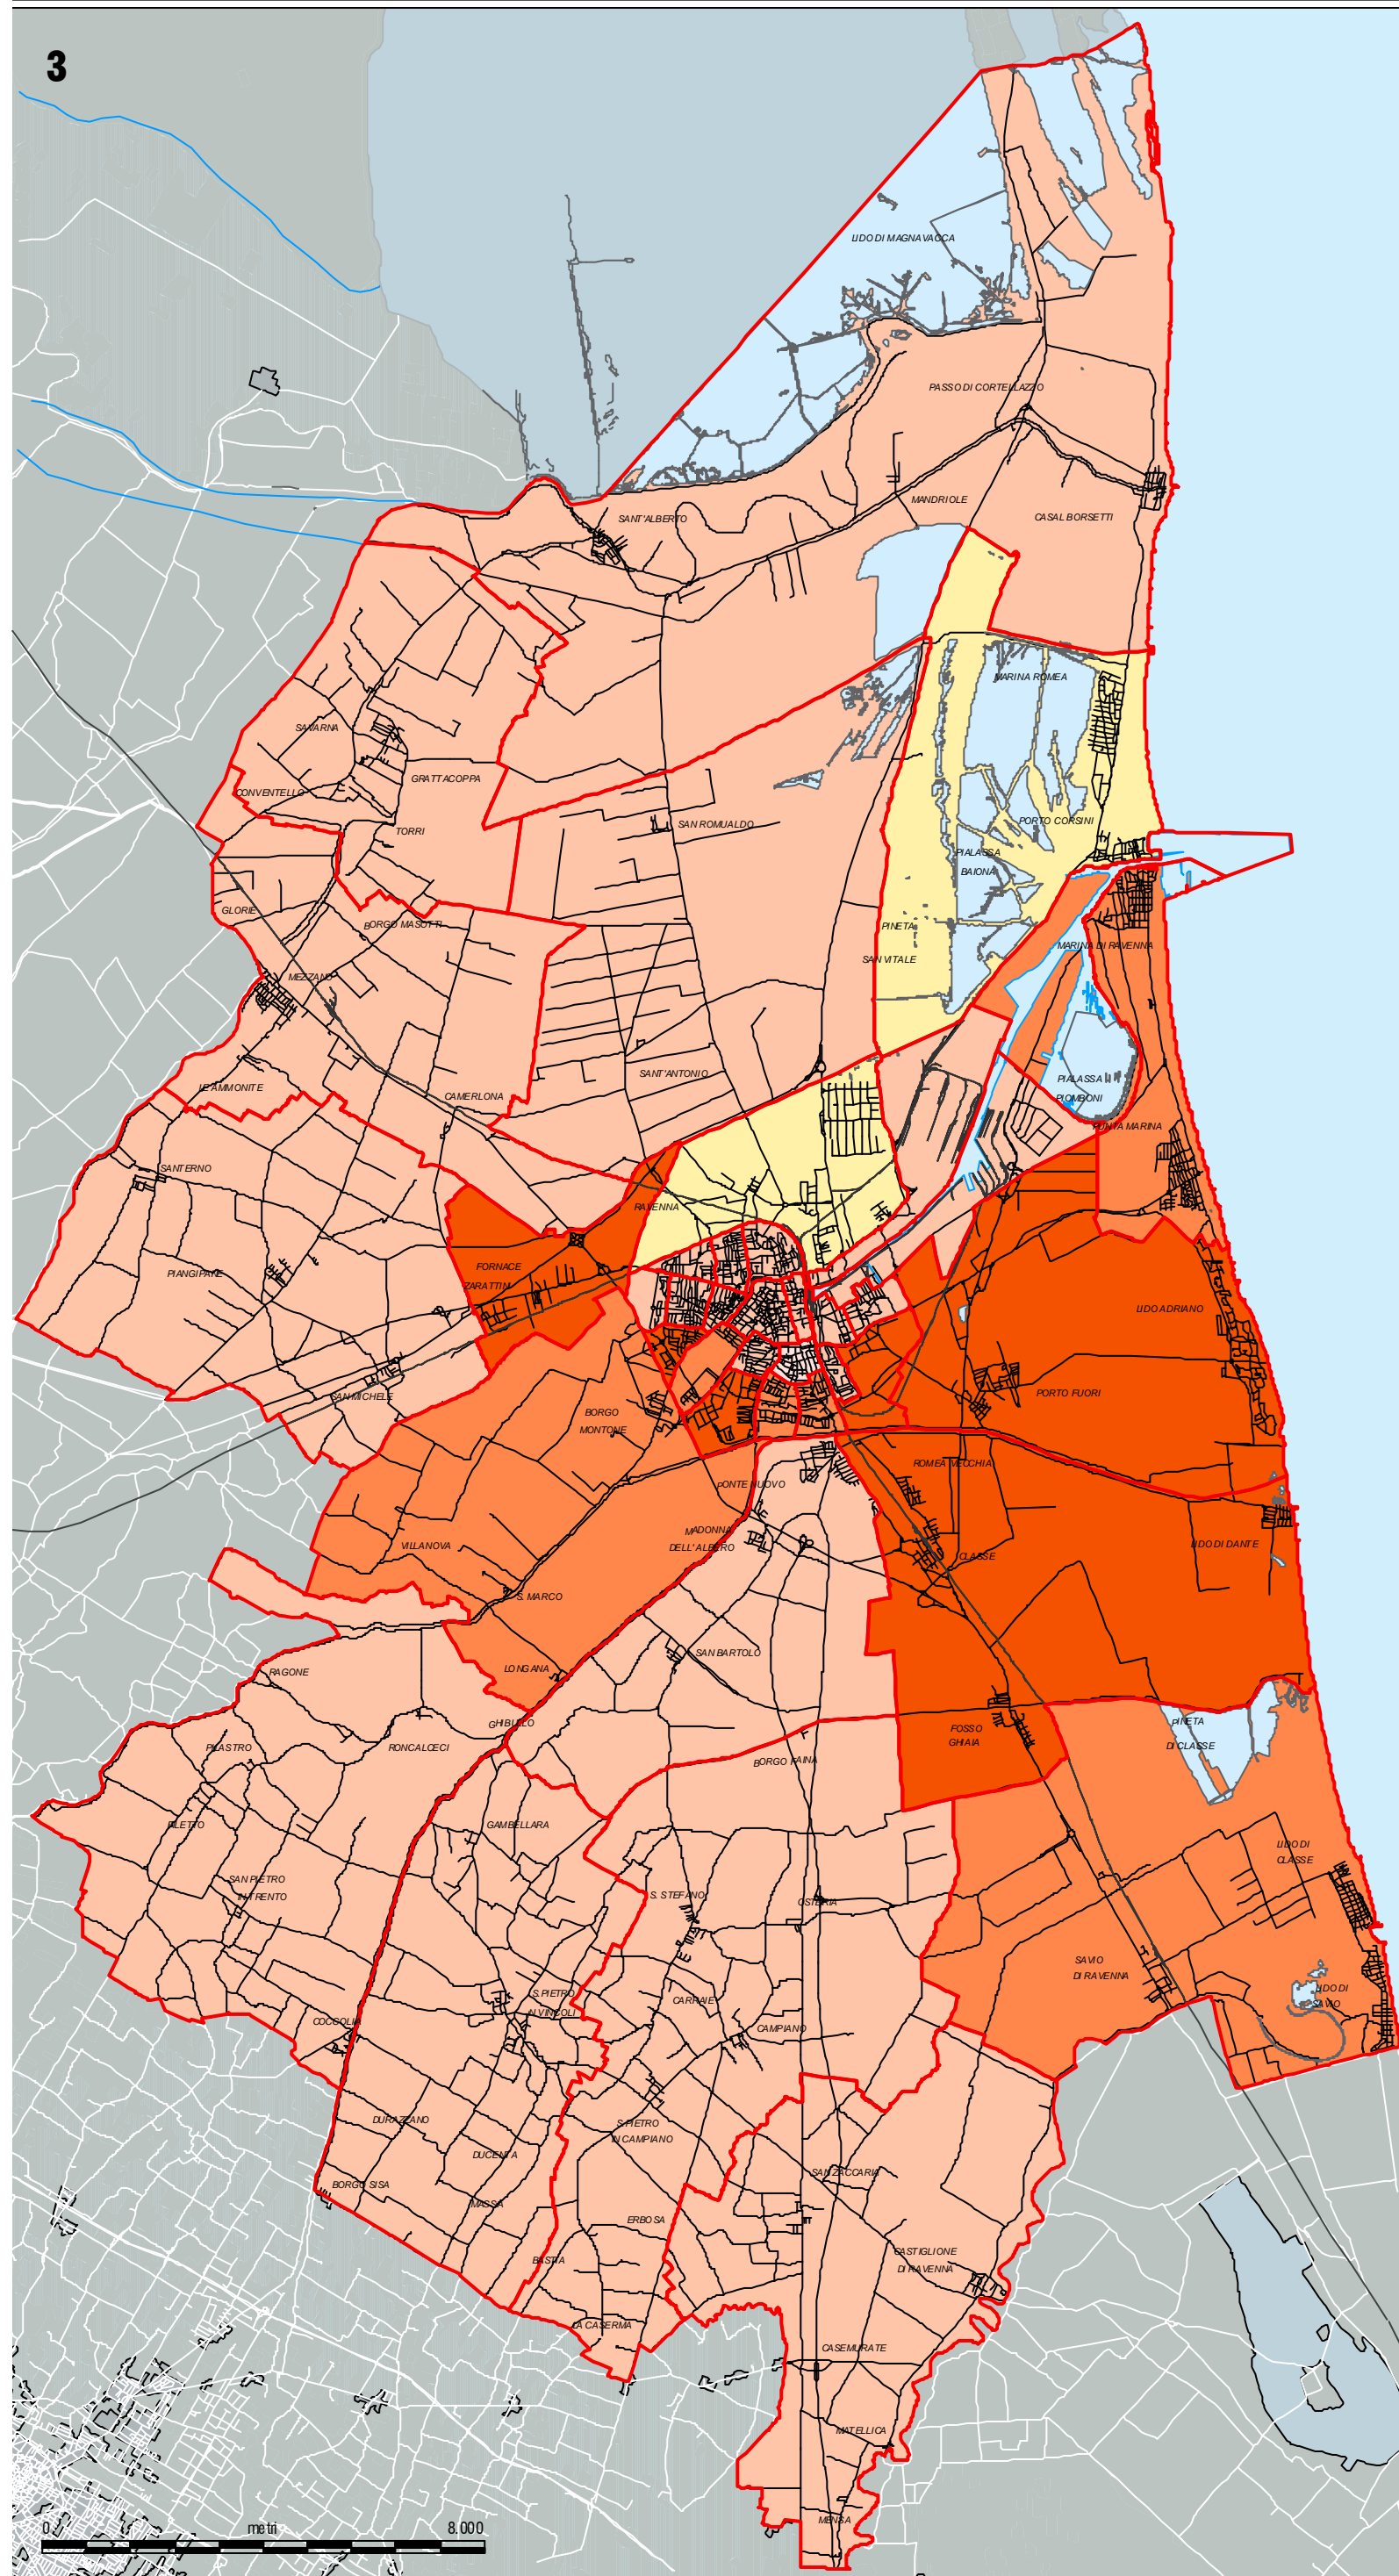 3
LIDO DI MAGNAVACCA
PASSO DI CORTELLAZZO
MANDRIOLE
SANT'ALBERTO
CASAL BORSETTI
MARINA ROMEA
SAVARNA
GRATTACOPPA
CONVENTELLO
TORRI
SAN ROMUALDO
PORTO CORSINI
PIALASSA
BAIONA
GLORIE
BORGO MASOTTI
PINETA
SAN VITALE
MARINA DI RAVENNA
MEZZANO
SANT'ANTONIO
LE AMMONITE
CAMERLONA
PIALASSA
PIOMBONI
PUNTA MARINA
SANTERNO
RAVENNA
PIANGIPANE
FORNACE
ZARATTINI
LIDO ADRIANO
SAN MICHELE
PORTO FUORI
BORGO
MONTONE
ROMEA VECCHIA
PONTE NUOVO
MADONNA
DELL'ALBERO
VILLANOVA
CLASSE
LIDO DI DANTE
S. MARCO
SAN BARTOLO
LONGANA
RAGONE
GHIBULLO
PINETA
DI CLASSE
FOSSO
GHIAIA
PILASTRO
RONCALCECI
BORGO FAINA
FILETTO
GAMBELLARA
LIDO DI
CLASSE
SAN PIETRO
IN TRENTO
S. STEFANO
OSTERIA
SAVIO
DI RAVENNA
S.PIETRO
IN VINCOLI
CARRAIE
LIDO DI
SAVIO
COCCOLIA
CAMPIANO
DURAZZANO
S.PIETRO
IN CAMPIANO
DUCENTA
SAN ZACCARIA
BORGO SISA
MASSA
ERBOSA
CASTIGLIONE
DI RAVENNA
BASTIA
LA CASERMA
CASEMURATE
MATELLICA
MENSA
0 metri 8.000